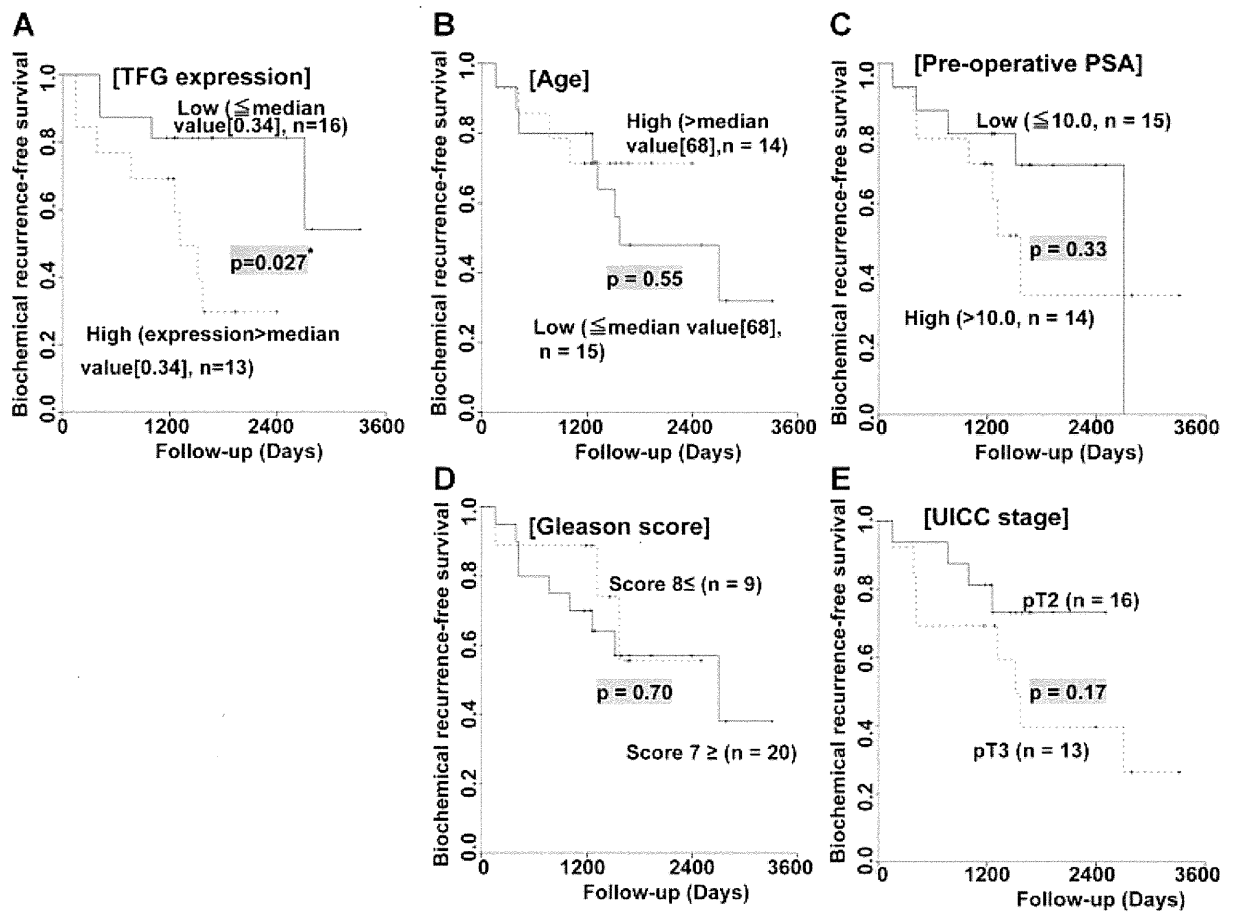 A
[TFG expression]
Low (≦median
value[0.34], n=16)
p=0.027*
High (expression>median
value[0.34], n=13)
Biochemical recurrence-free survival
0.0 0.2 0.4 0.6 0.8 1.0
0 1200 2400 3600
Follow-up (Days)
B
[Age]
High (>median
value[68],n = 14)
p = 0.55
Low (≦median value[68],
n = 15)
Biochemical recurrence-free survival
0.0 0.2 0.4 0.6 0.8 1.0
0 1200 2400 3600
Follow-up (Days)
C
[Pre-operative PSA]
Low (≦10.0, n = 15)
p = 0.33
High (>10.0, n = 14)
Biochemical recurrence-free survival
0.0 0.2 0.4 0.6 0.8 1.0
0 1200 2400 3600
Follow-up (Days)
D
[Gleason score]
Score 8≤ (n = 9)
p = 0.70
Score 7 ≥ (n = 20)
Biochemical recurrence-free survival
0.0 0.2 0.4 0.6 0.8 1.0
0 1200 2400 3600
Follow-up (Days)
E
[UICC stage]
pT2 (n = 16)
p = 0.17
pT3 (n = 13)
Biochemical recurrence-free survival
0.0 0.2 0.4 0.6 0.8 1.0
0 1200 2400 3600
Follow-up (Days)